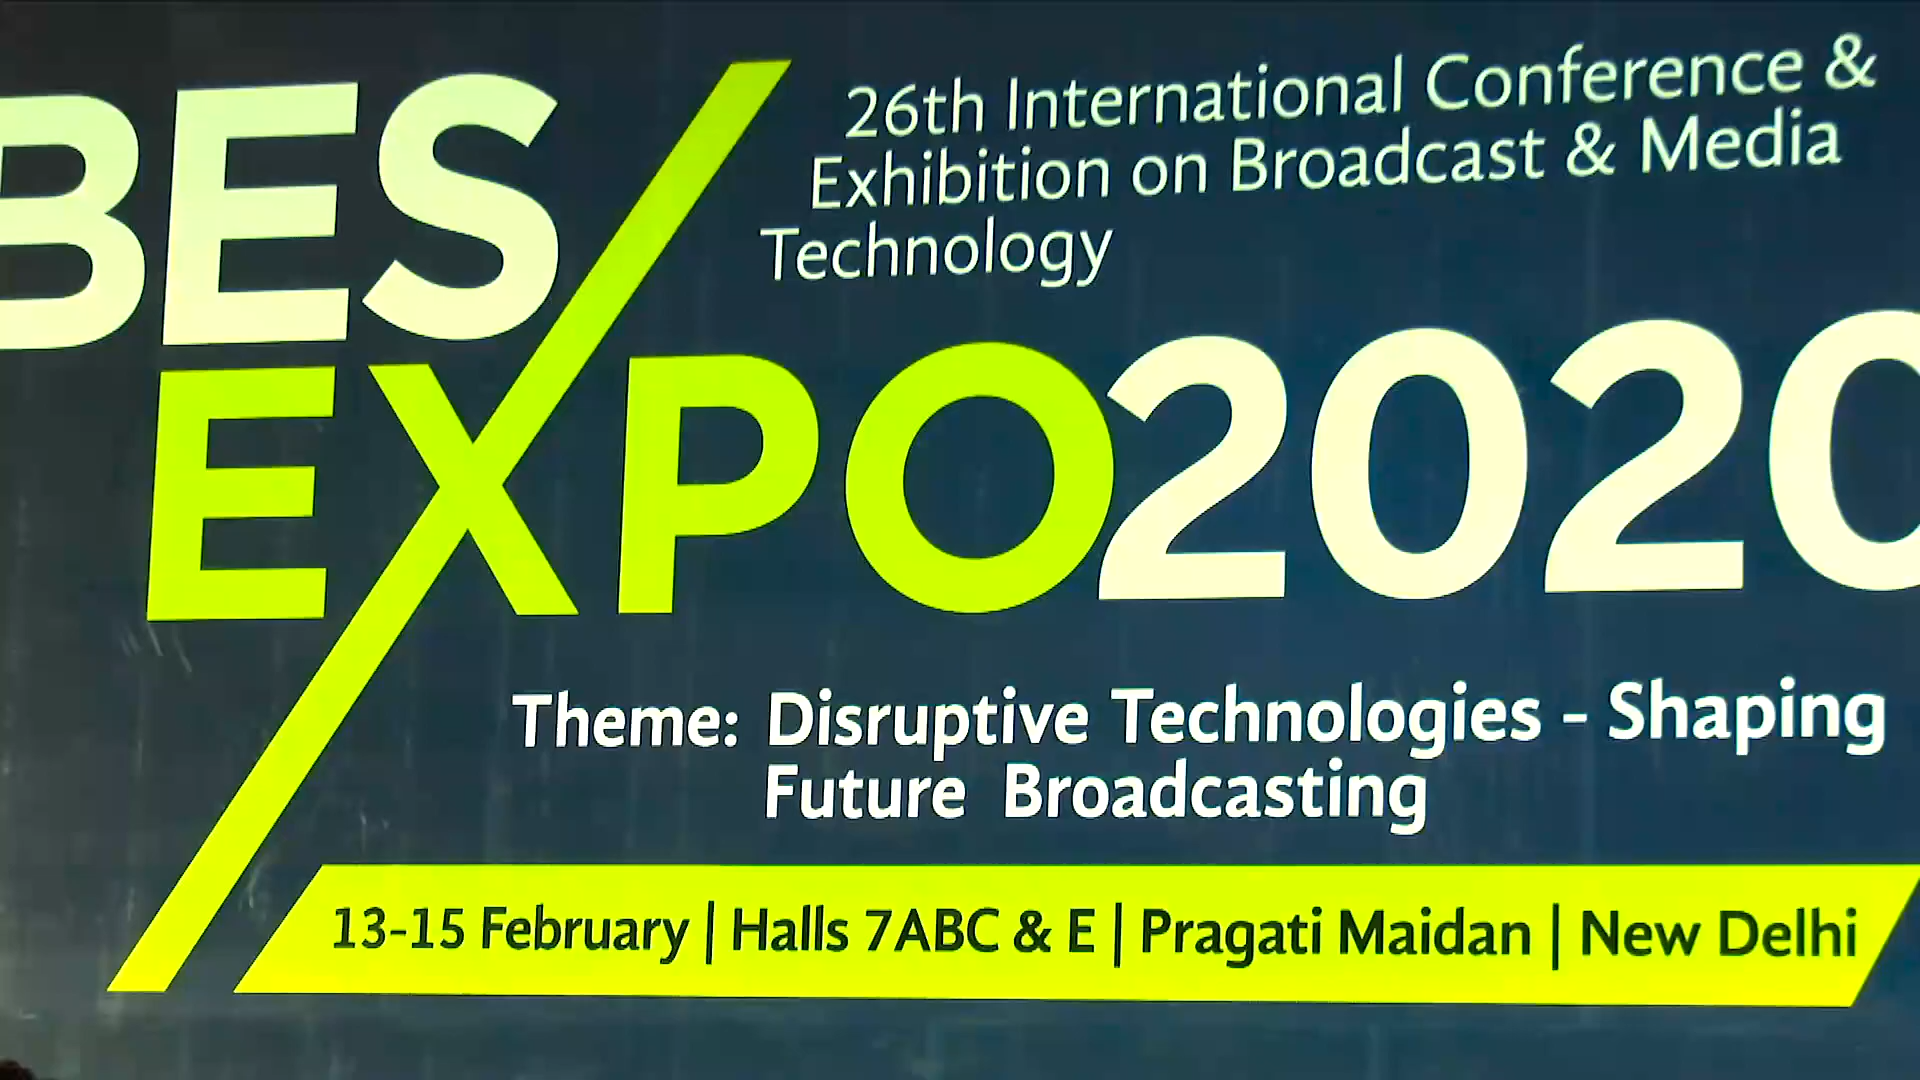 BES
26th International Conference &
Exhibition on Broadcast & Media
Technology
EXPO2020
Theme: Disruptive Technologies - Shaping
Future Broadcasting
13-15 February | Halls 7ABC & E | Pragati Maidan | New Delhi